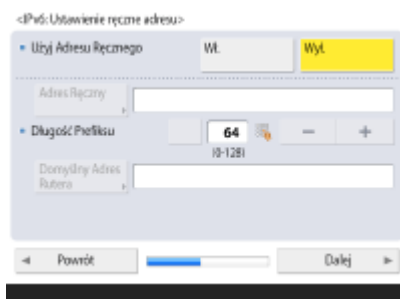 <IPv6: Ustawienie ręczne adresu>
Użyj Adresu Ręcznego
Wł.
Wył.
Adres Ręczny
Długość Prefiksu
64
−
+
(0-128)
Domyślny Adres
Rutera
Powrót
Dalej